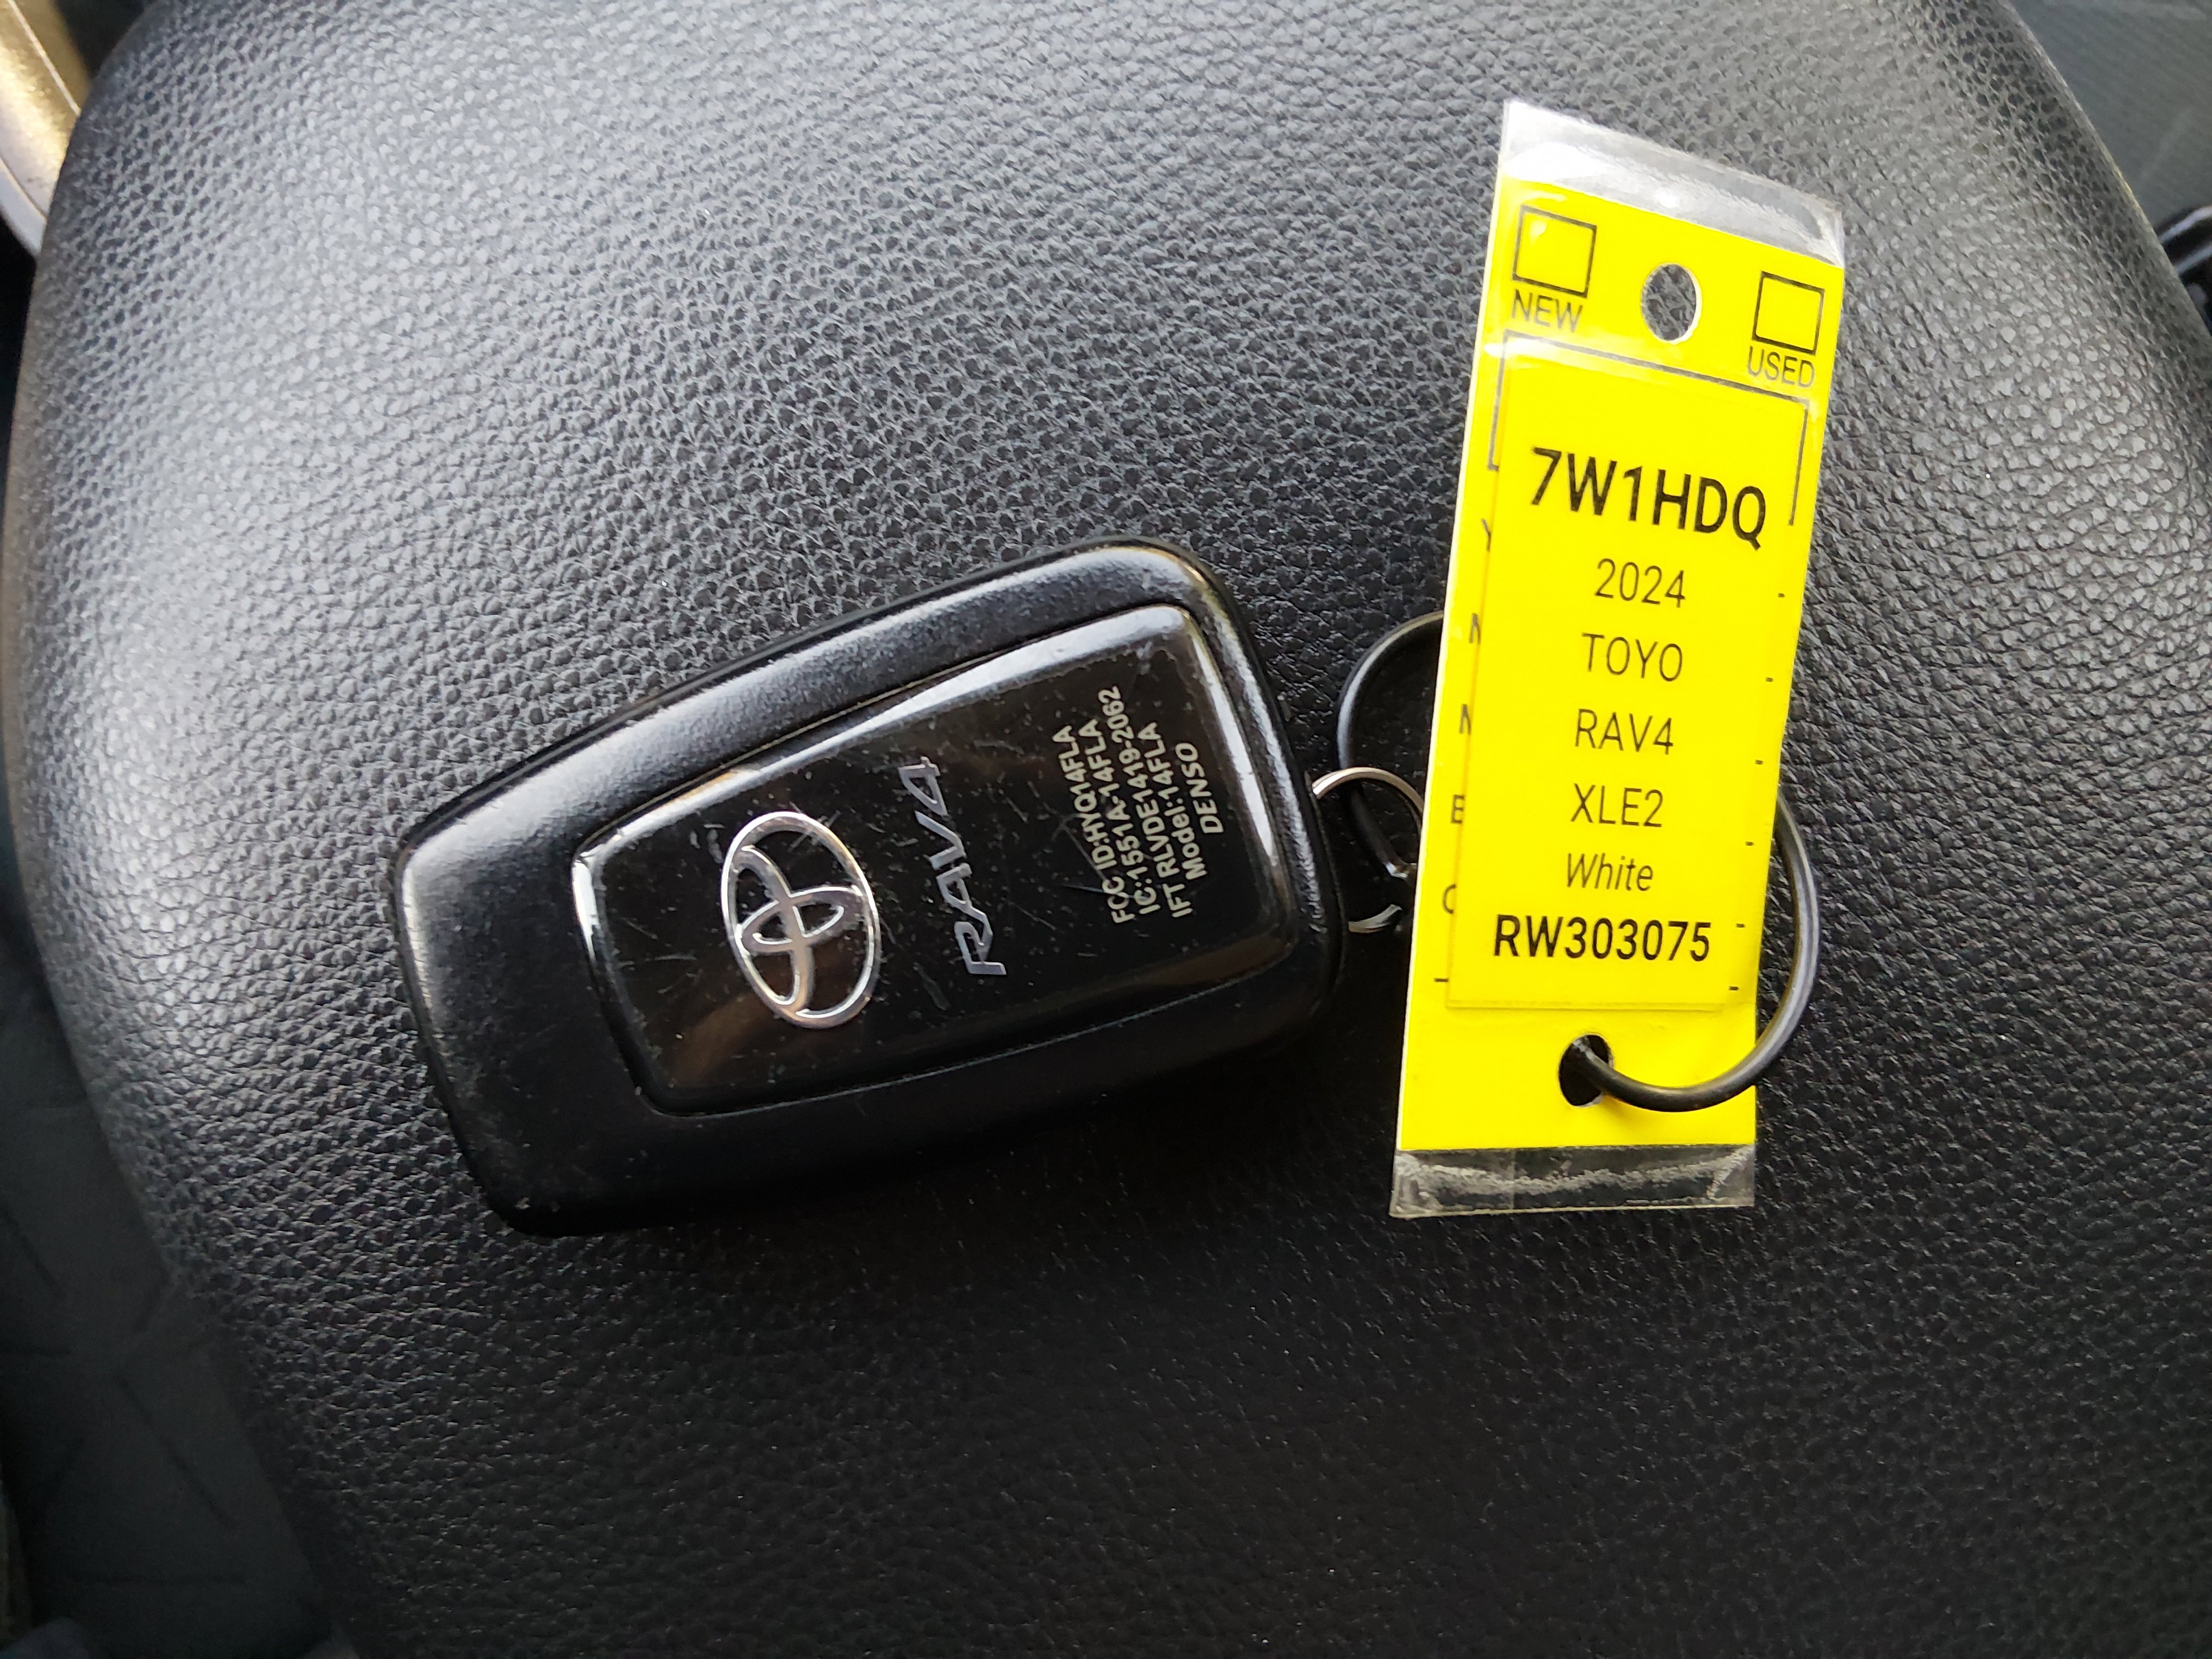 NEW
USED
7W1HDQ
2024
TOYO
RAV4
XLE2
White
RW303075
RAV4
FCC ID:HYQ14FLA
IC:1551A-14FLA
IFT RLVDE1419-2062
Model:14FLA
DENSO